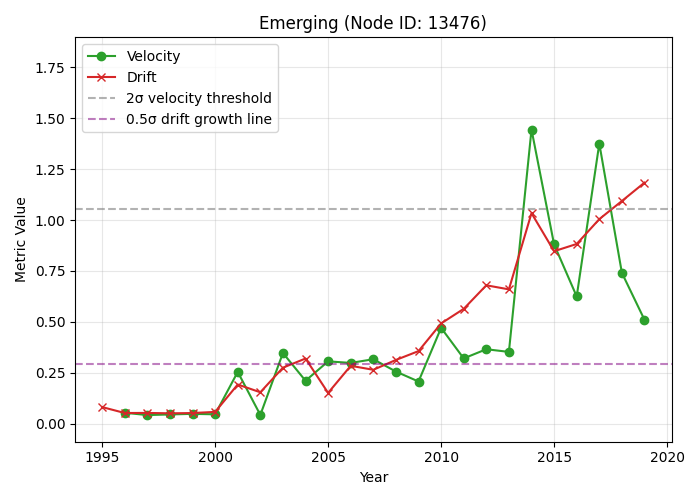 Emerging (Node ID: 13476)
Velocity
Drift
2σ velocity threshold
0.5σ drift growth line
Metric Value
1.75
1.50
1.25
1.00
0.75
0.50
0.25
0.00
1995
2000
2005
2010
2015
2020
Year